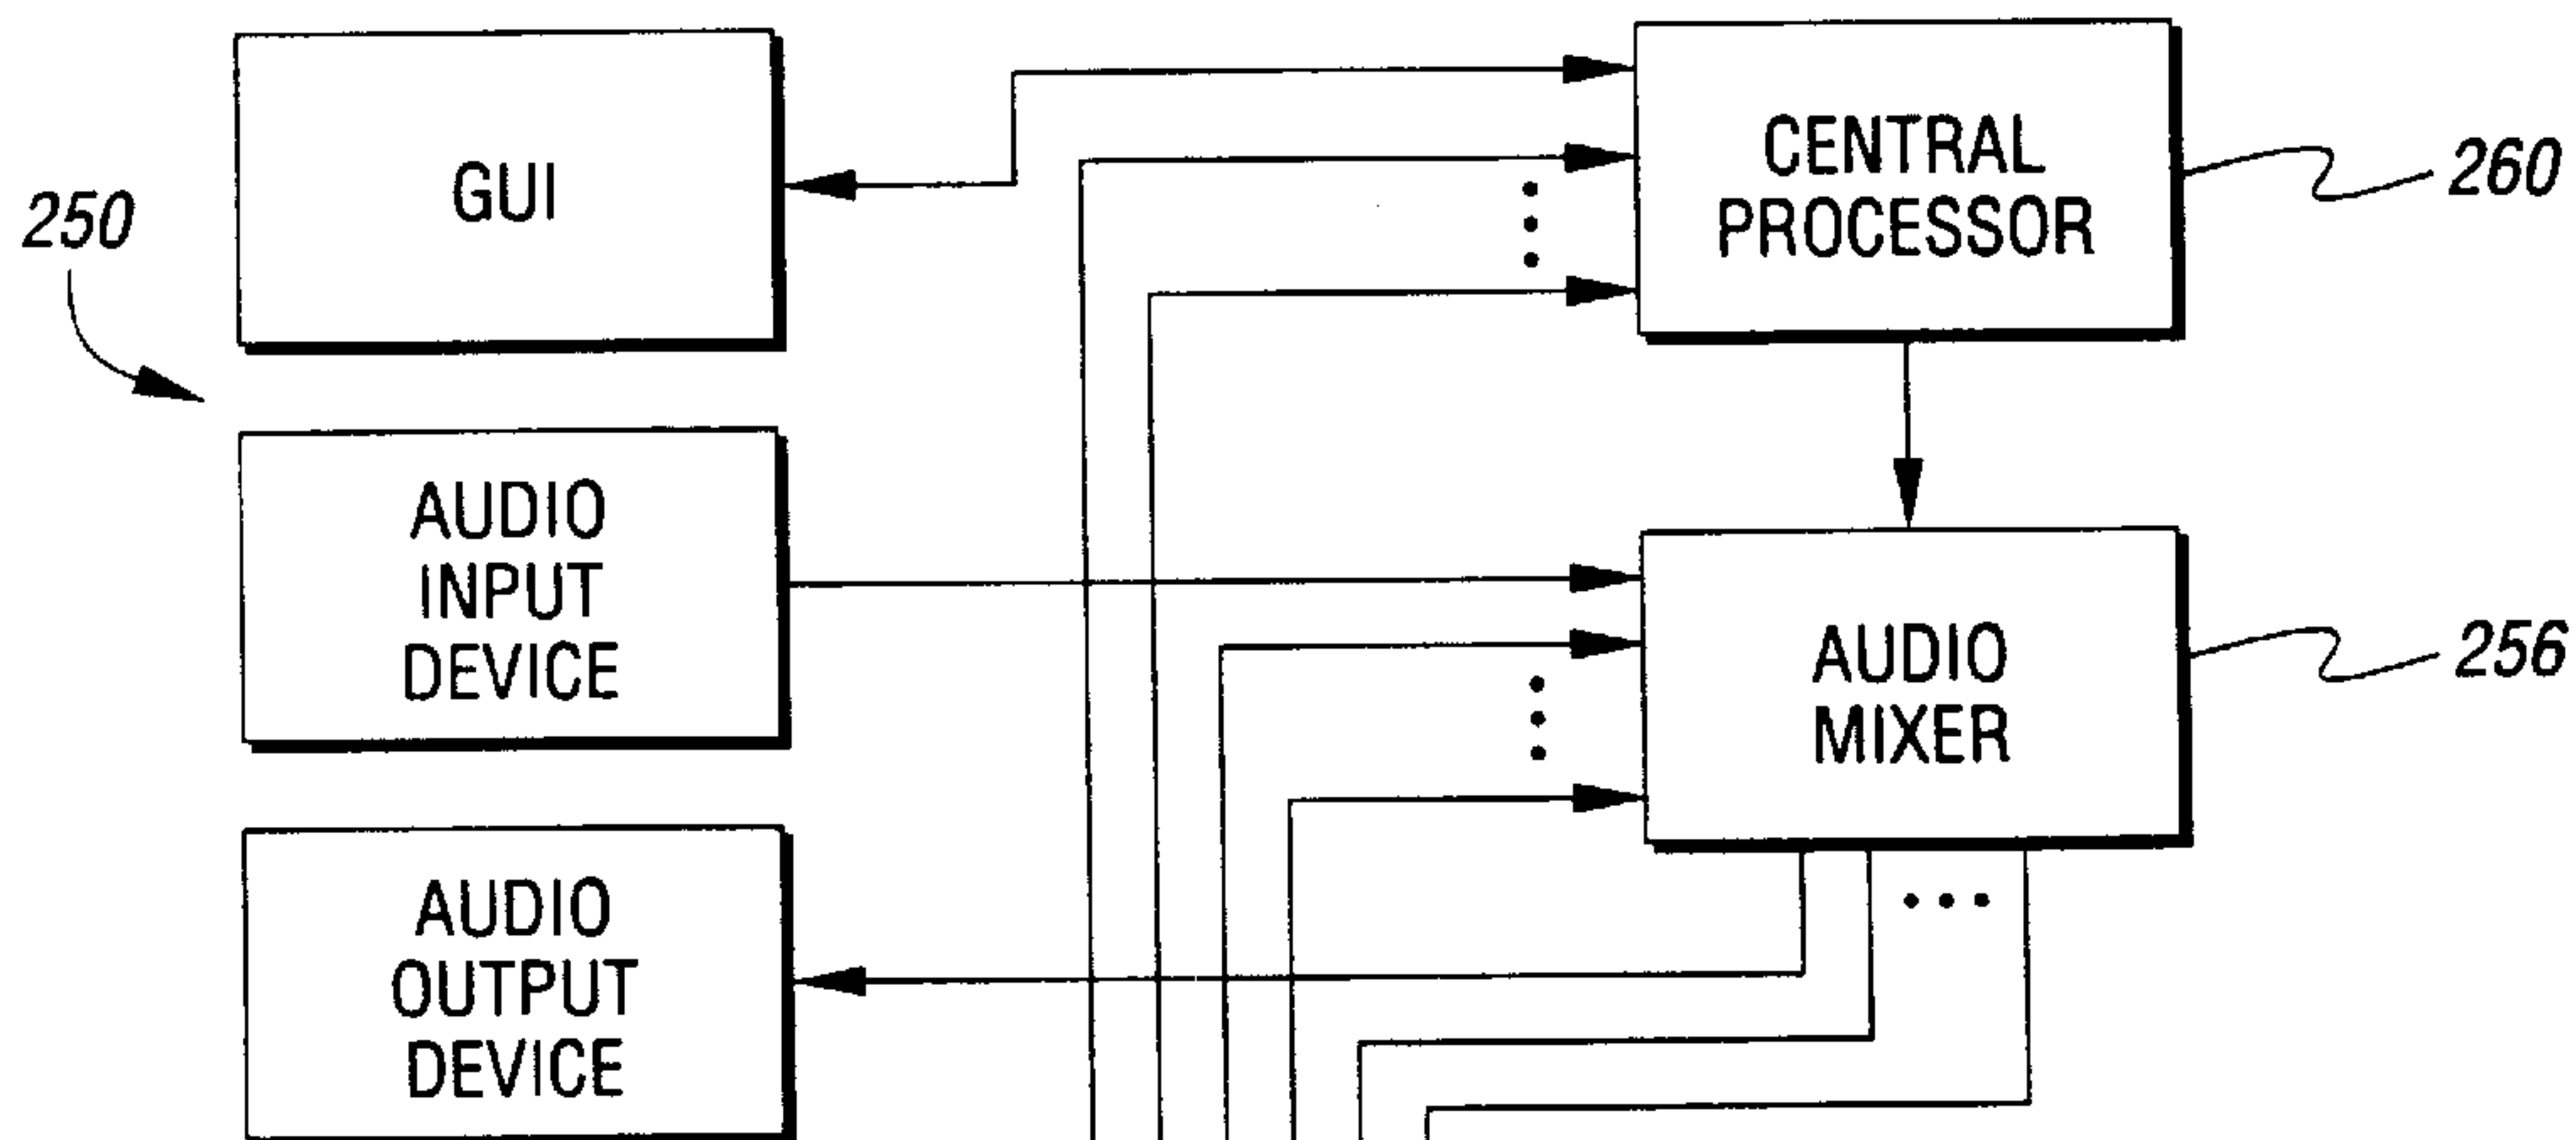 250
GUI
CENTRAL
PROCESSOR
260
AUDIO
INPUT
DEVICE
AUDIO
MIXER
256
AUDIO
OUTPUT
DEVICE